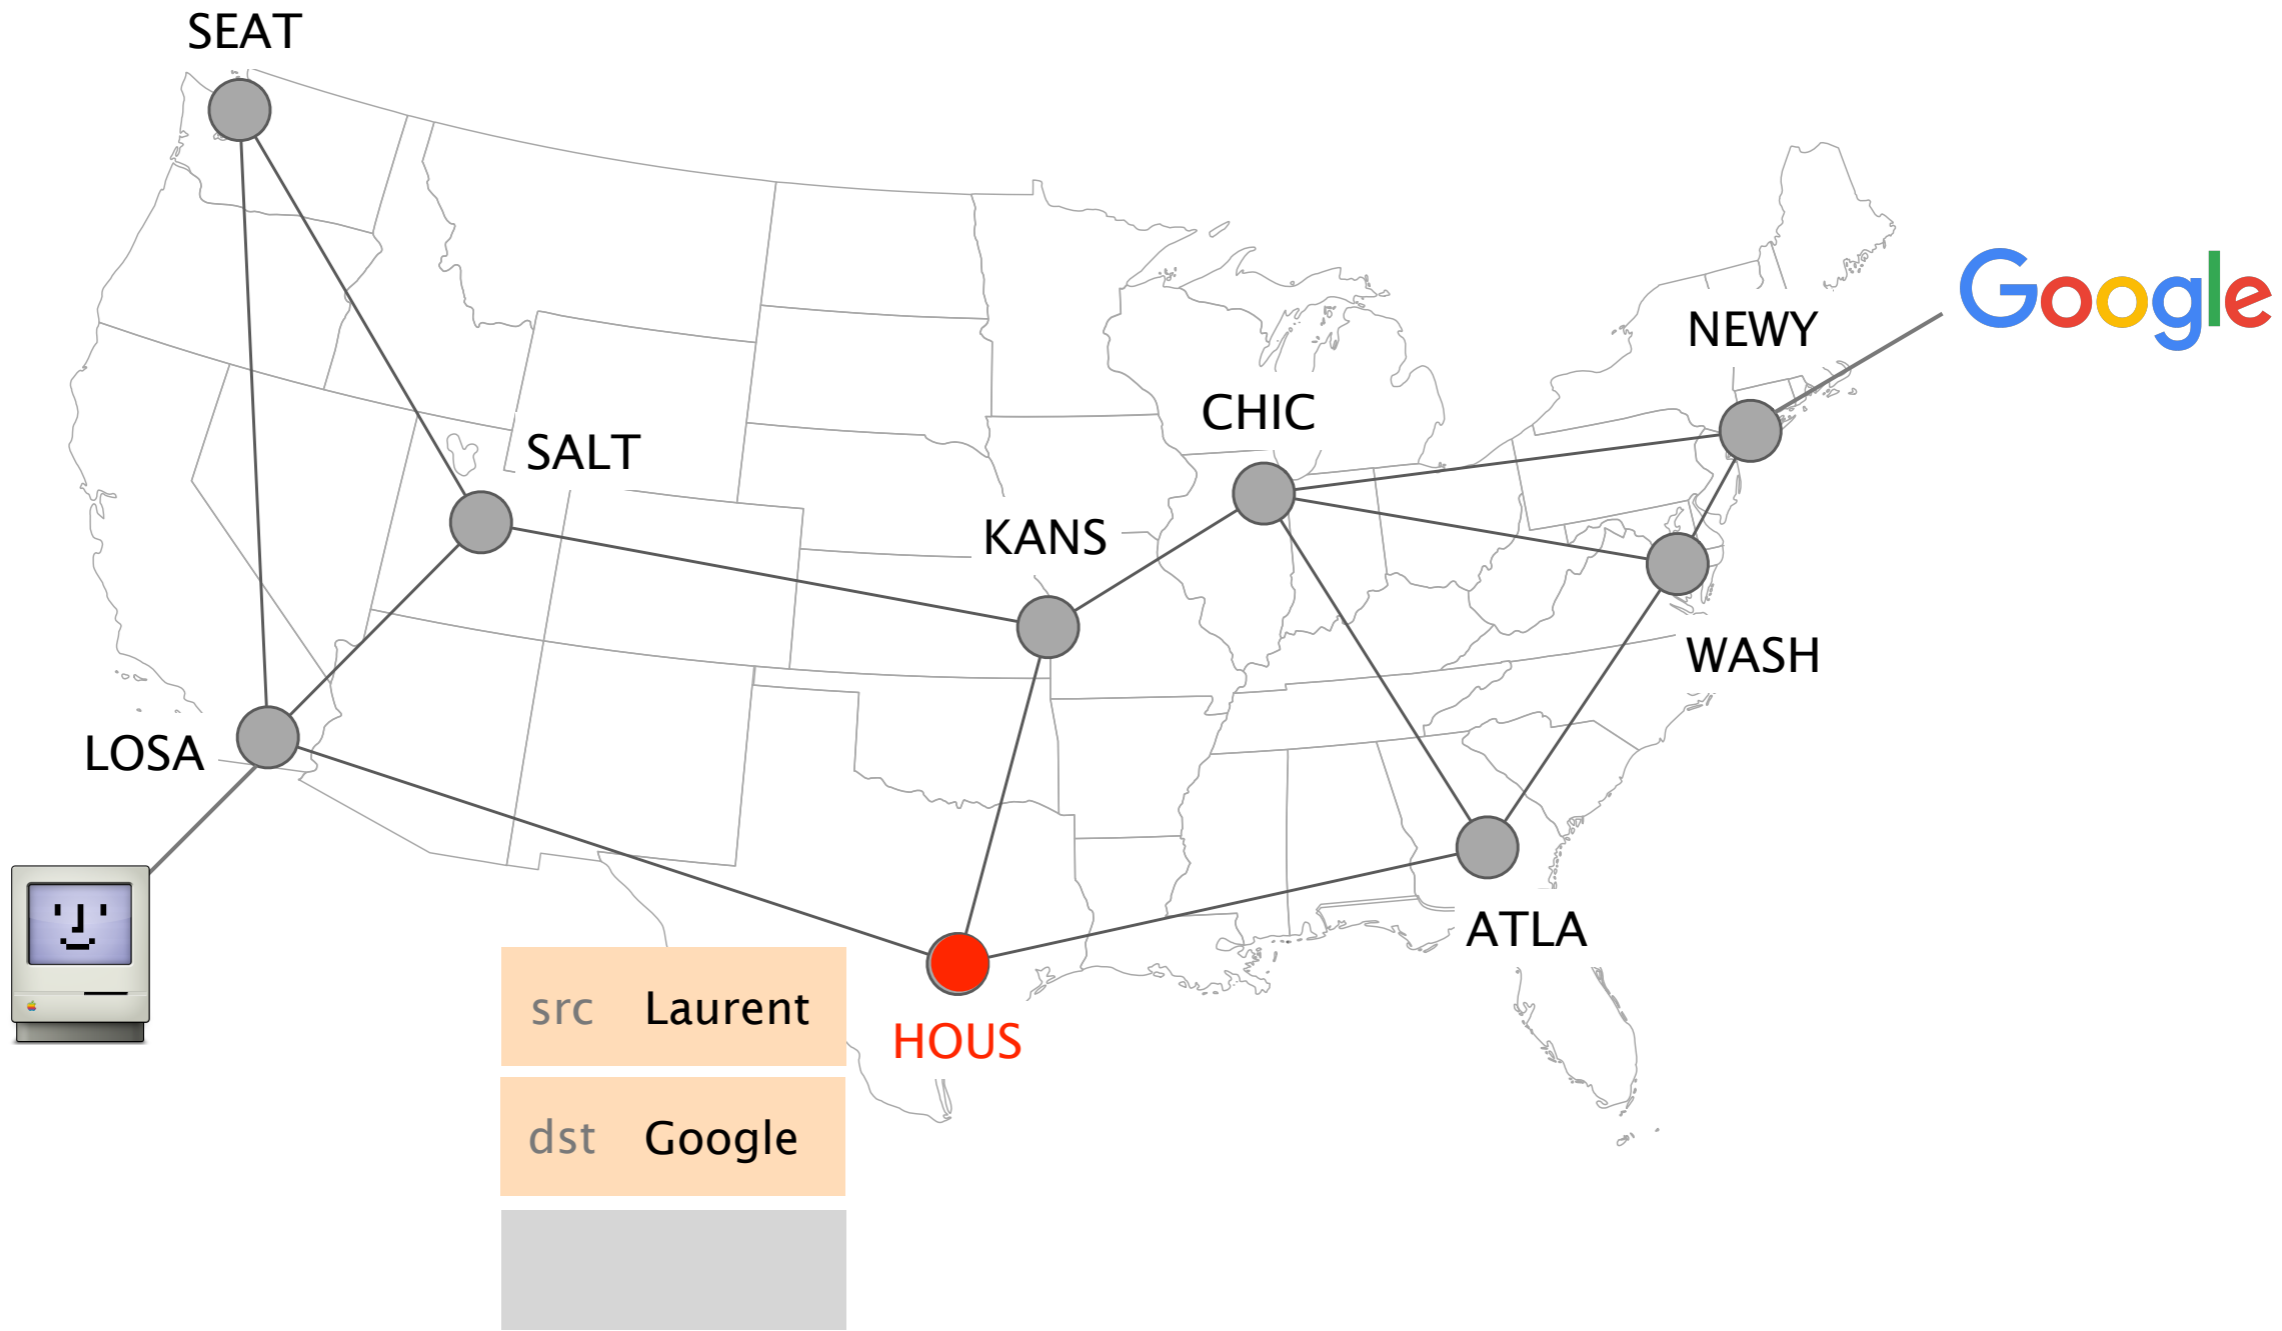 SEAT
Google
NEWY
CHIC
SALT
KANS
WASH
LOSA
ATLA
src Laurent
HOUS
dst Google